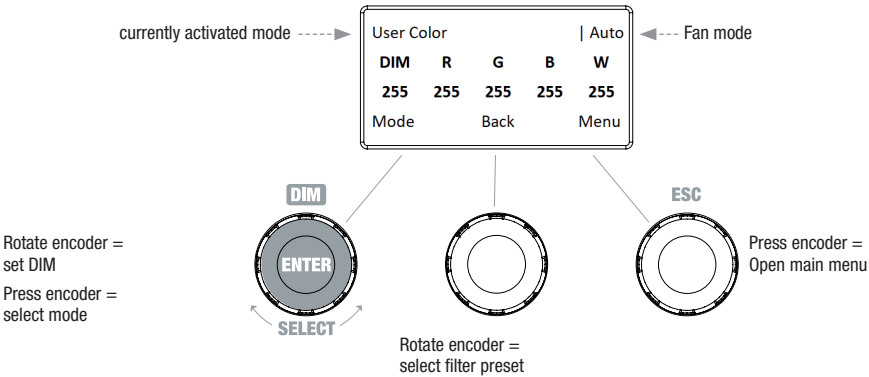 currently activated mode
User Color | Auto
Fan mode
DIM R G B W
255 255 255 255 255
Mode Back Menu
DIM
ESC
Rotate encoder =
set DIM
Press encoder =
select mode
ENTER
SELECT
Press encoder =
Open main menu
Rotate encoder =
select filter preset